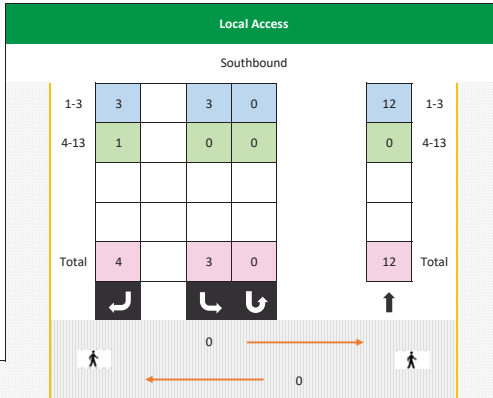 Local Access
Southbound
1-3 3 3 0 12 1-3
4-13 1 0 0 0 4-13
Total 4 3 0 12 Total
0
0